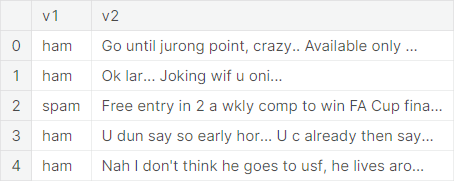 v1 v2
0 ham Go until jurong point, crazy.. Available only ...
1 ham Ok lar... Joking wif u oni...
2 spam Free entry in 2 a wkly comp to win FA Cup fina...
3 ham U dun say so early hor... U c already then say...
4 ham Nah I don't think he goes to usf, he lives aro...